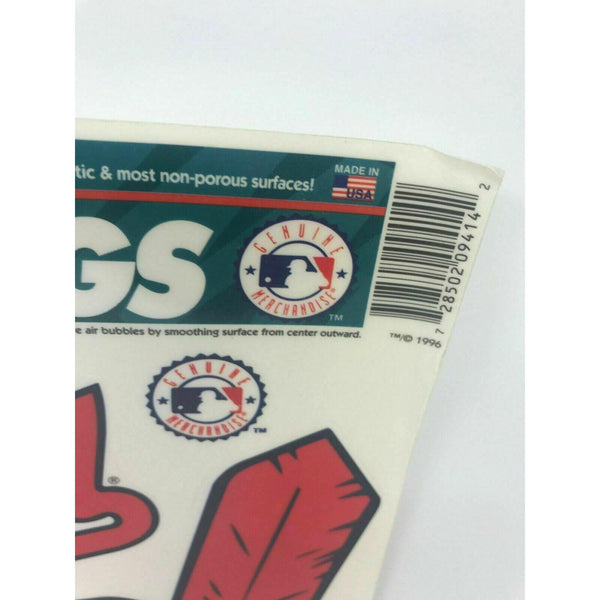 tic & most non-porous surfaces!
MADE IN
USA
GS
GENUINE
MERCHANDISE
®
TM
7 28502 09414 2
e air bubbles by smoothing surface from center outward.
™/© 1996
GENUINE
MERCHANDISE
TM
®